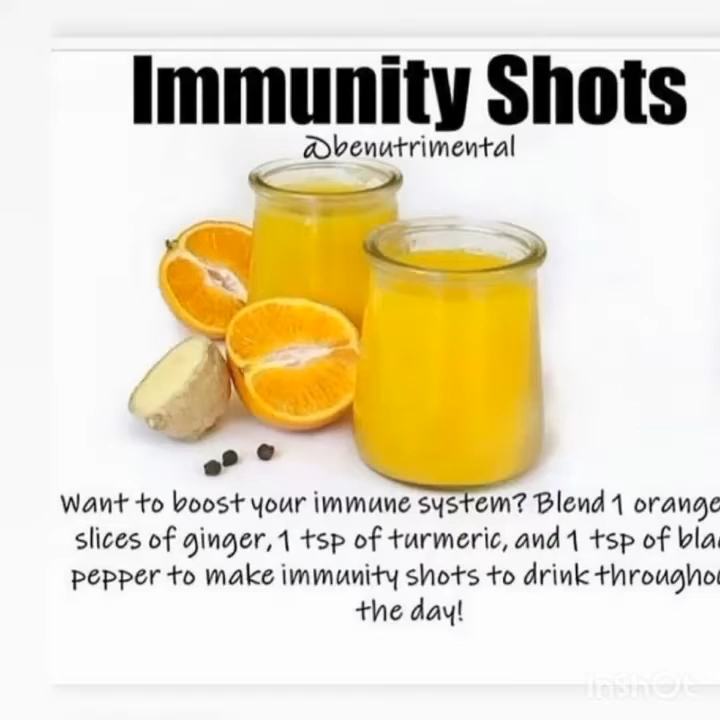 Immunity Shots
@benutrimental
Want to boost your immune system? Blend 1 orange
slices of ginger, 1 tsp of turmeric, and 1 tsp of
pepper to make immunity shots to drink
the day!
InShOt